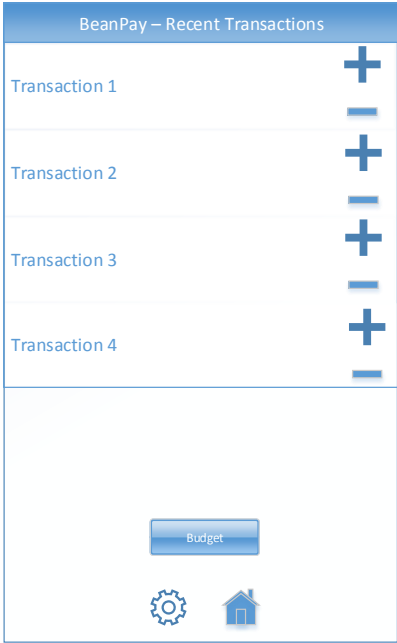 BeanPay – Recent Transactions
Transaction 1
Transaction 2
Transaction 3
Transaction 4
Budget